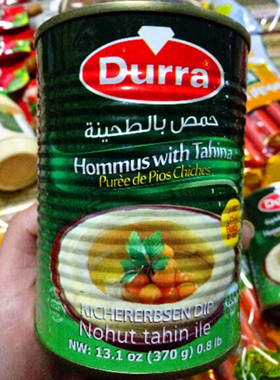 Durra
حمص بالطحينة
Hommus with Tahina
Purée de Pios Chiches
KICHERERBSEN DIP
Nohut tahin ile
NW: 13.1 oz (370 g) 0.8 lb